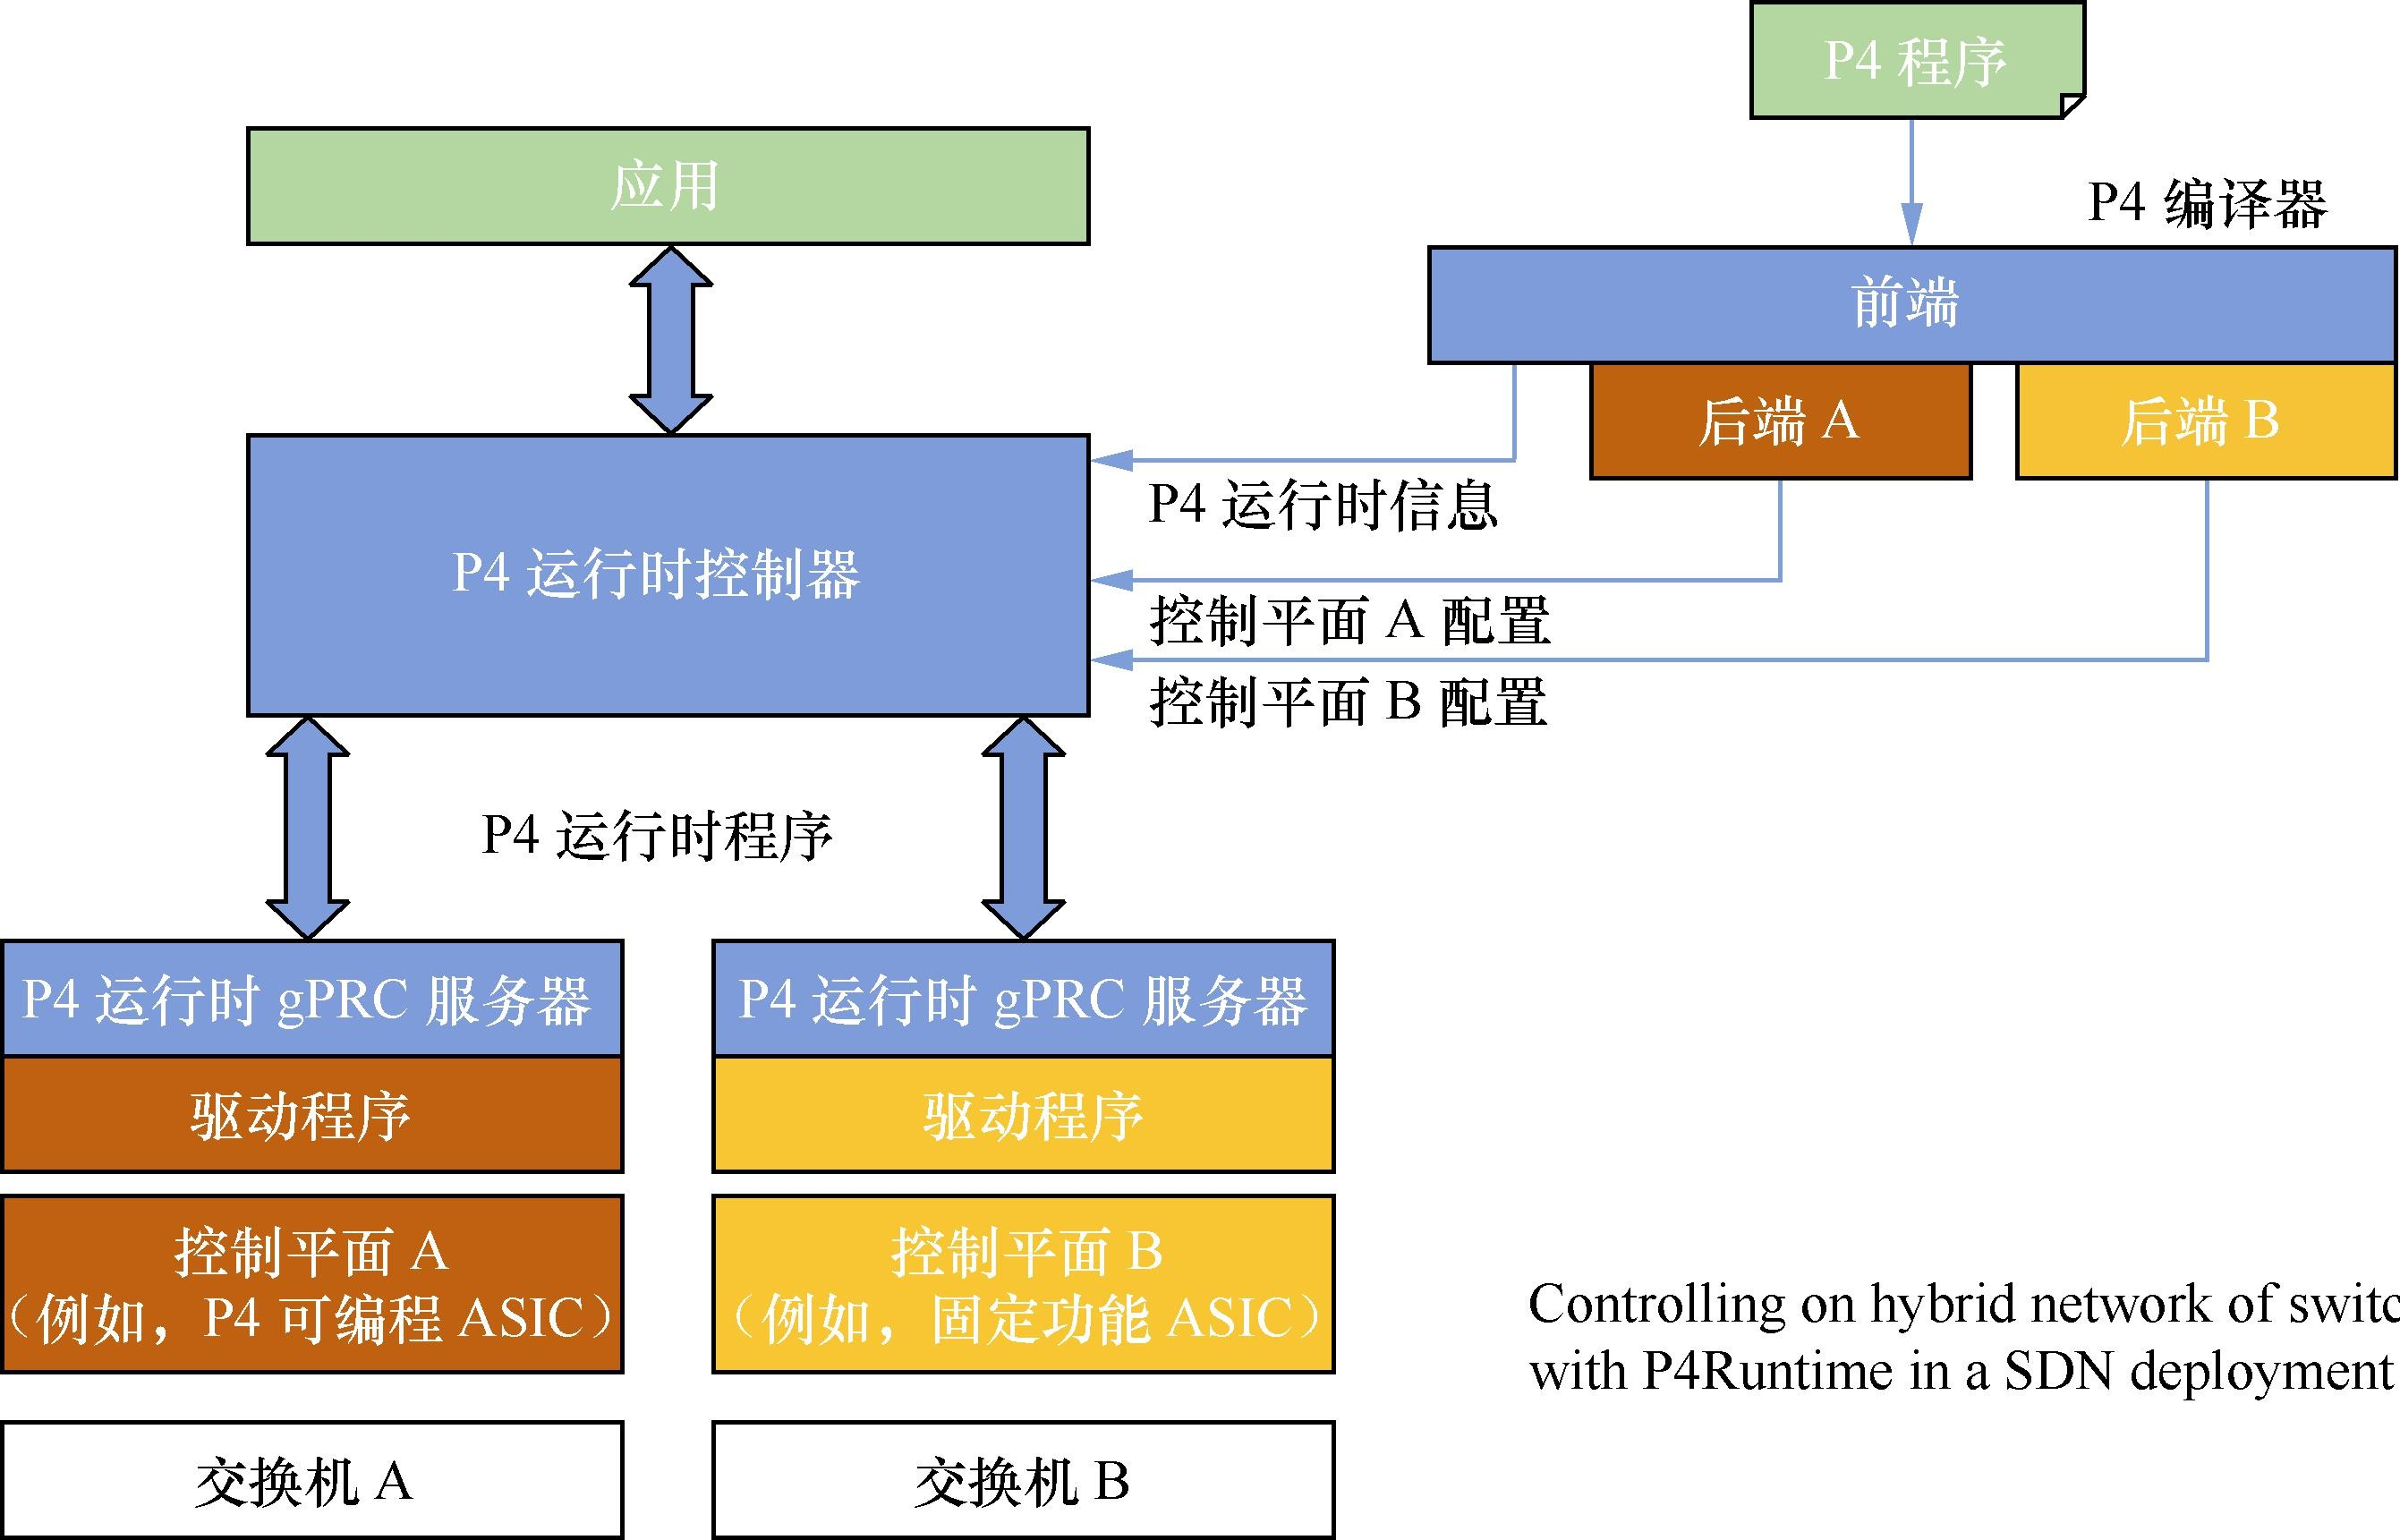 P4 程序
应用
P4 编译器
前端
后端 A
后端 B
P4 运行时信息
P4 运行时控制器
控制平面 A 配置
控制平面 B 配置
P4 运行时程序
P4 运行时 gPRC 服务器
P4 运行时 gPRC 服务器
驱动程序
驱动程序
控制平面 A
（例如，P4 可编程 ASIC）
控制平面 B
（例如，固定功能 ASIC）
Controlling on hybrid network of switc
with P4Runtime in a SDN deployment
交换机 A
交换机 B